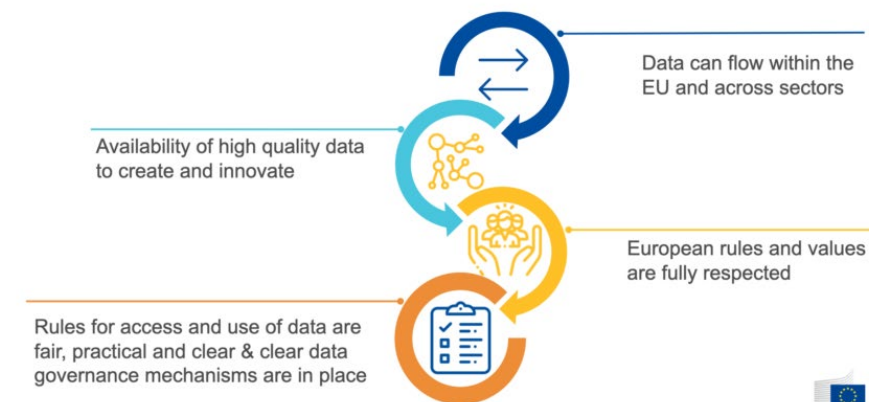 Data can flow within the
EU and across sectors
Availability of high quality data
to create and innovate
European rules and values
are fully respected
Rules for access and use of data are
fair, practical and clear & clear data
governance mechanisms are in place